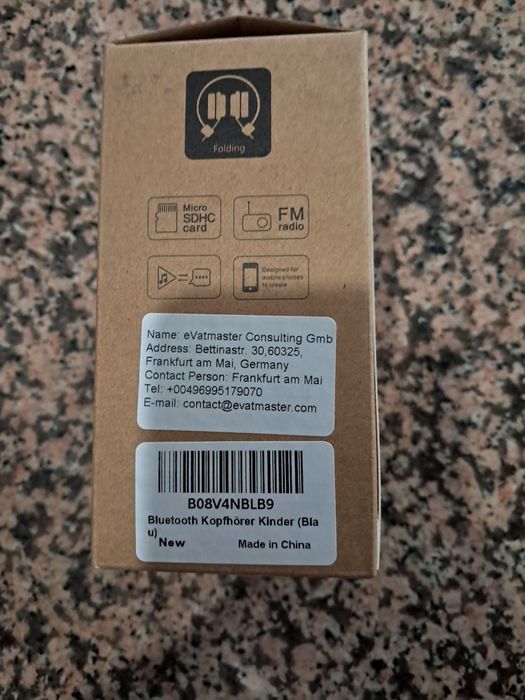 Folding
Micro
SDHC
card
FM
radio
Designed for
mobile phones
to create
Name: eVatmaster Consulting Gmb
Address: Bettinastr. 30,60325,
Frankfurt am Mai, Germany
Contact Person: Frankfurt am Mai
Tel: +00496995179070
E-mail: contact@evatmaster.com
B08V4NBLB9
Bluetooth Kopfhörer Kinder (Bla
u)
New Made in China